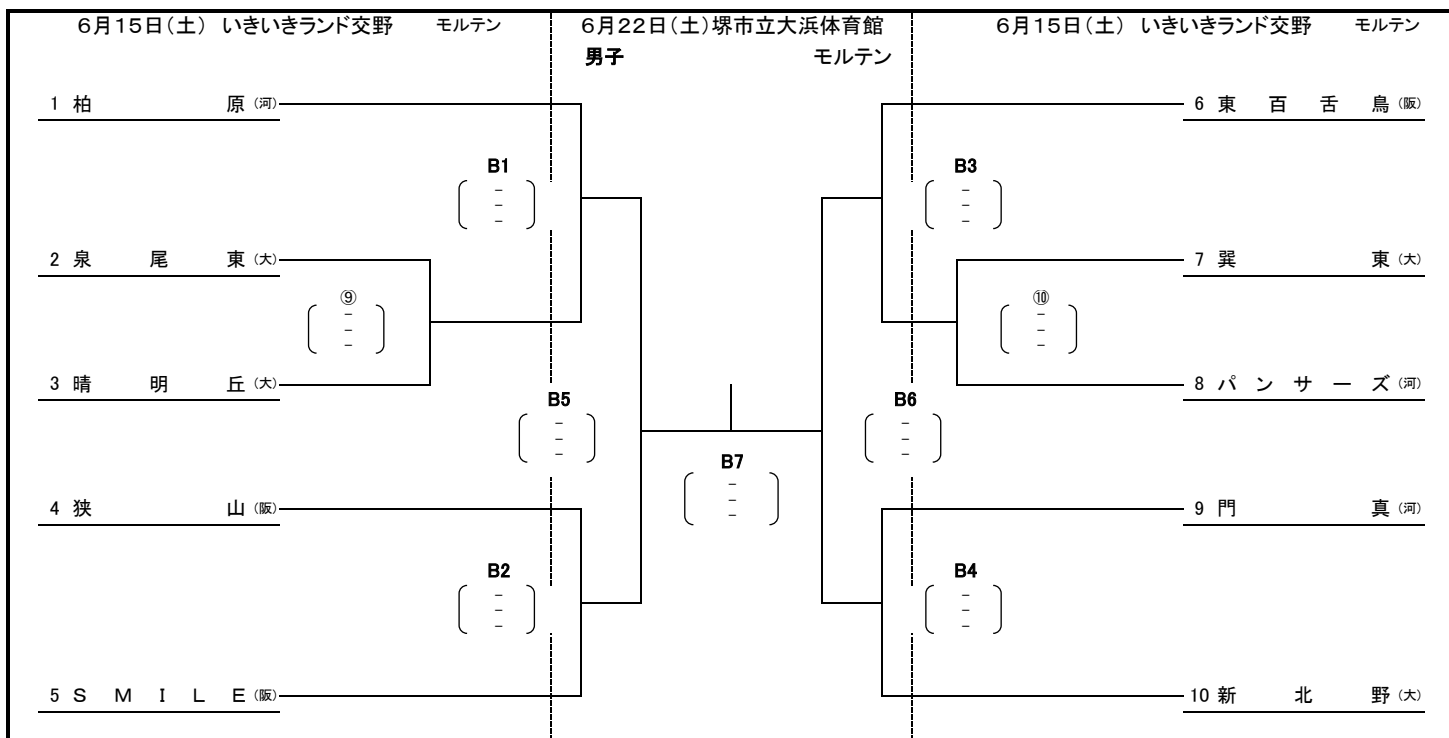 6月15日(土) いきいきランド交野 モルテン 6月22日(土)堺市立大浜体育館 6月15日(土) いきいきランド交野 モルテン
男子 モルテン
1 柏原(河) 6 東百舌鳥(阪)
B1 B3
- -
- -
- -
2 泉尾東(大) 7 巽東(大)
⑨ ⑩
- -
- -
- -
3 晴明丘(大) 8 パンサーズ(河)
B5 B6
- -
- -
- -
B7
-
-
-
4 狭山(阪) 9 門真(河)
B2 B4
- -
- -
- -
5 SMILE(阪) 10 新北野(大)